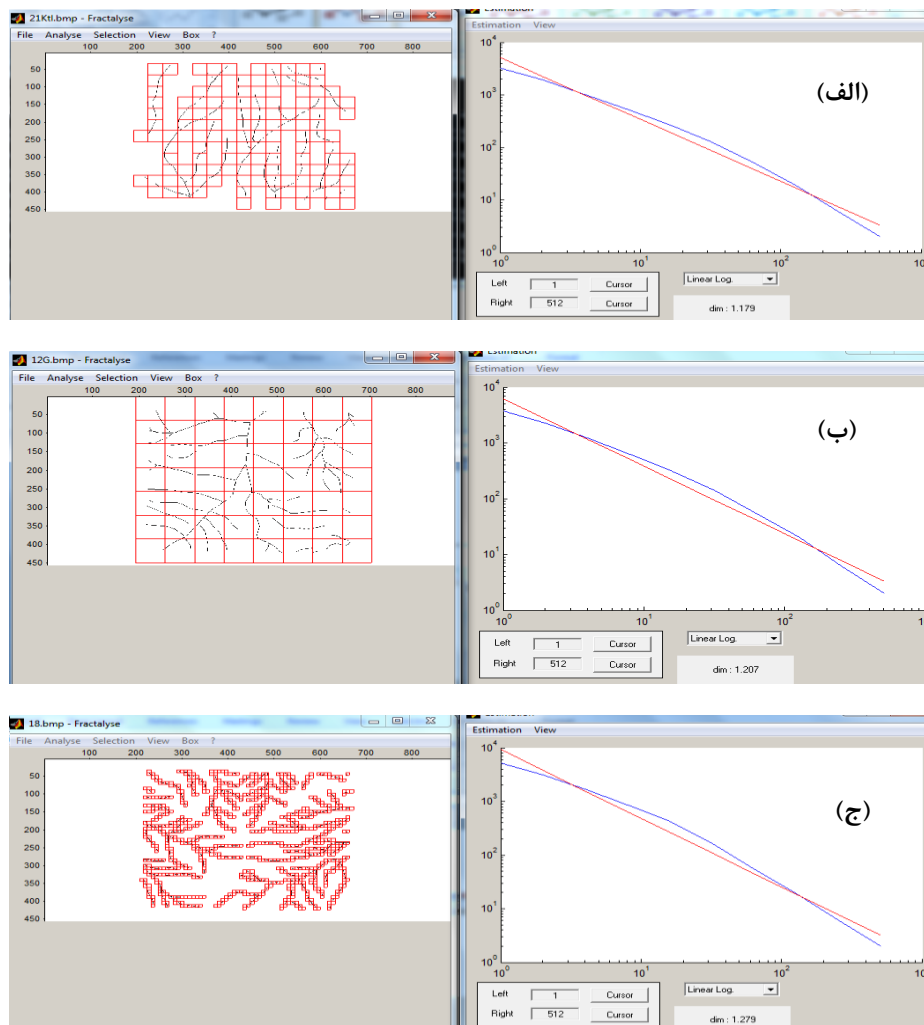 21Ktl.bmp - Fractalyse
File Analyse Selection View Box ?
100 200 300 400 500 600 700 800
50
100
150
200
250
300
350
400
450
Estimation View
10^4
10^3
10^2
10^1
10^0
(الف)
10^0 10^1 10^2
Left 1 Cursor
Right 512 Cursor
Linear Log.
dim : 1.179
12G.bmp - Fractalyse
File Analyse Selection View Box ?
100 200 300 400 500 600 700 800
50
100
150
200
250
300
350
400
450
Estimation View
10^4
10^3
10^2
10^1
10^0
(ب)
10^0 10^1 10^2
Left 1 Cursor
Right 512 Cursor
Linear Log.
dim : 1.207
18.bmp - Fractalyse
File Analyse Selection View Box ?
100 200 300 400 500 600 700 800
50
100
150
200
250
300
350
400
450
Estimation View
10^4
10^3
10^2
10^1
10^0
(ج)
10^0 10^1 10^2
Left 1 Cursor
Right 512 Cursor
Linear Log.
dim : 1.279